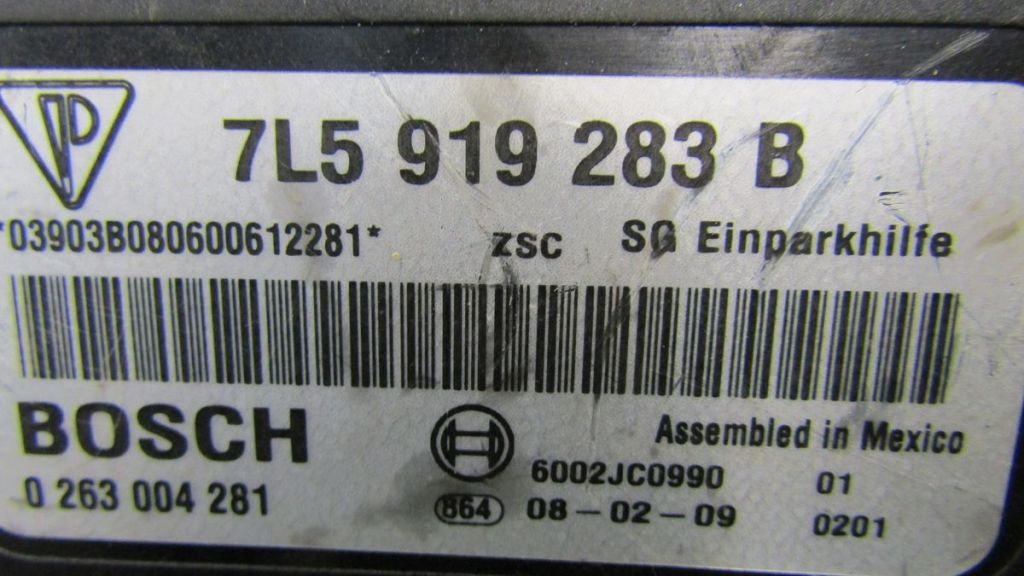 7L5 919 283 B
*03903B080600612281* ZSC SG Einparkhilfe
BOSCH
Assembled in Mexico
0 263 004 281
6002JC0990 01
864 08-02-09 0201